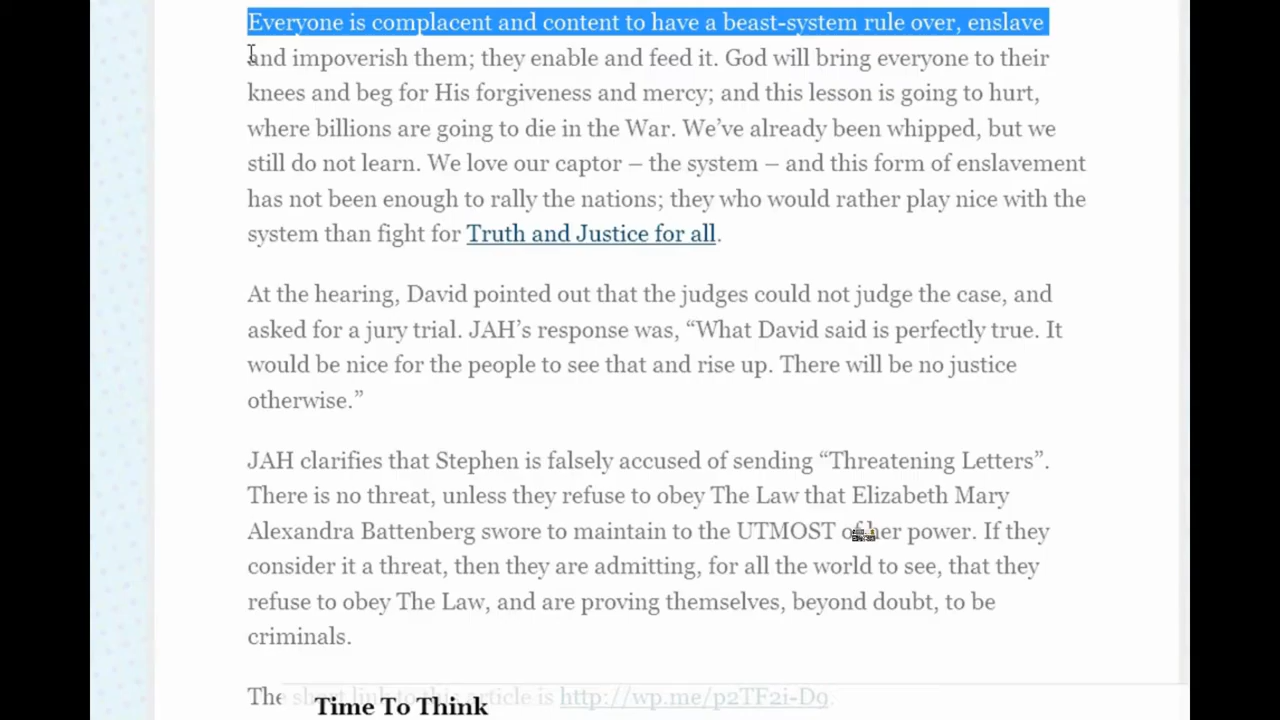 Everyone is complacent and content to have a beast-system rule over, enslave
and impoverish them; they enable and feed it. God will bring everyone to their
knees and beg for His forgiveness and mercy; and this lesson is going to hurt,
where billions are going to die in the War. We’ve already been whipped, but we
still do not learn. We love our captor – the system – and this form of enslavement
has not been enough to rally the nations; they who would rather play nice with the
system than fight for Truth and Justice for all.
At the hearing, David pointed out that the judges could not judge the case, and
asked for a jury trial. JAH’s response was, “What David said is perfectly true. It
would be nice for the people to see that and rise up. There will be no justice
otherwise.”
JAH clarifies that Stephen is falsely accused of sending “Threatening Letters”.
There is no threat, unless they refuse to obey The Law that Elizabeth Mary
Alexandra Battenberg swore to maintain to the UTMOST of her power. If they
consider it a threat, then they are admitting, for all the world to see, that they
refuse to obey The Law, and are proving themselves, beyond doubt, to be
criminals.
The short link to this article is http://wp.me/p2TF2i-D9.
Time To Think